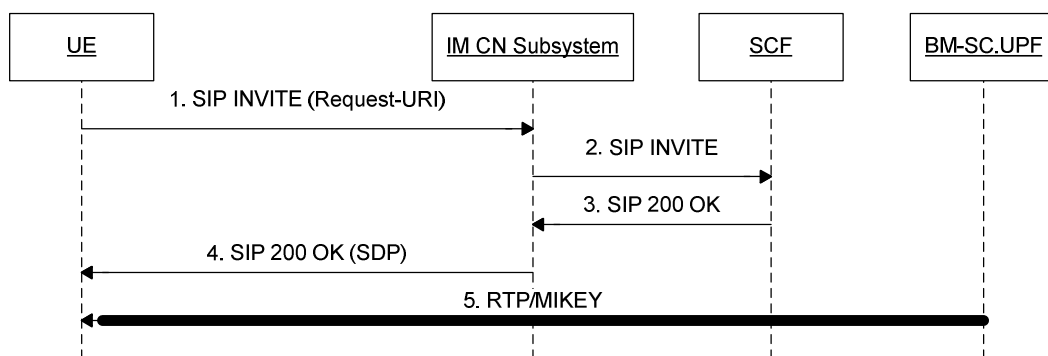 UE
IM CN Subsystem
SCF
BM-SC.UPF
1. SIP INVITE (Request-URI)
2. SIP INVITE
3. SIP 200 OK
4. SIP 200 OK (SDP)
5. RTP/MIKEY